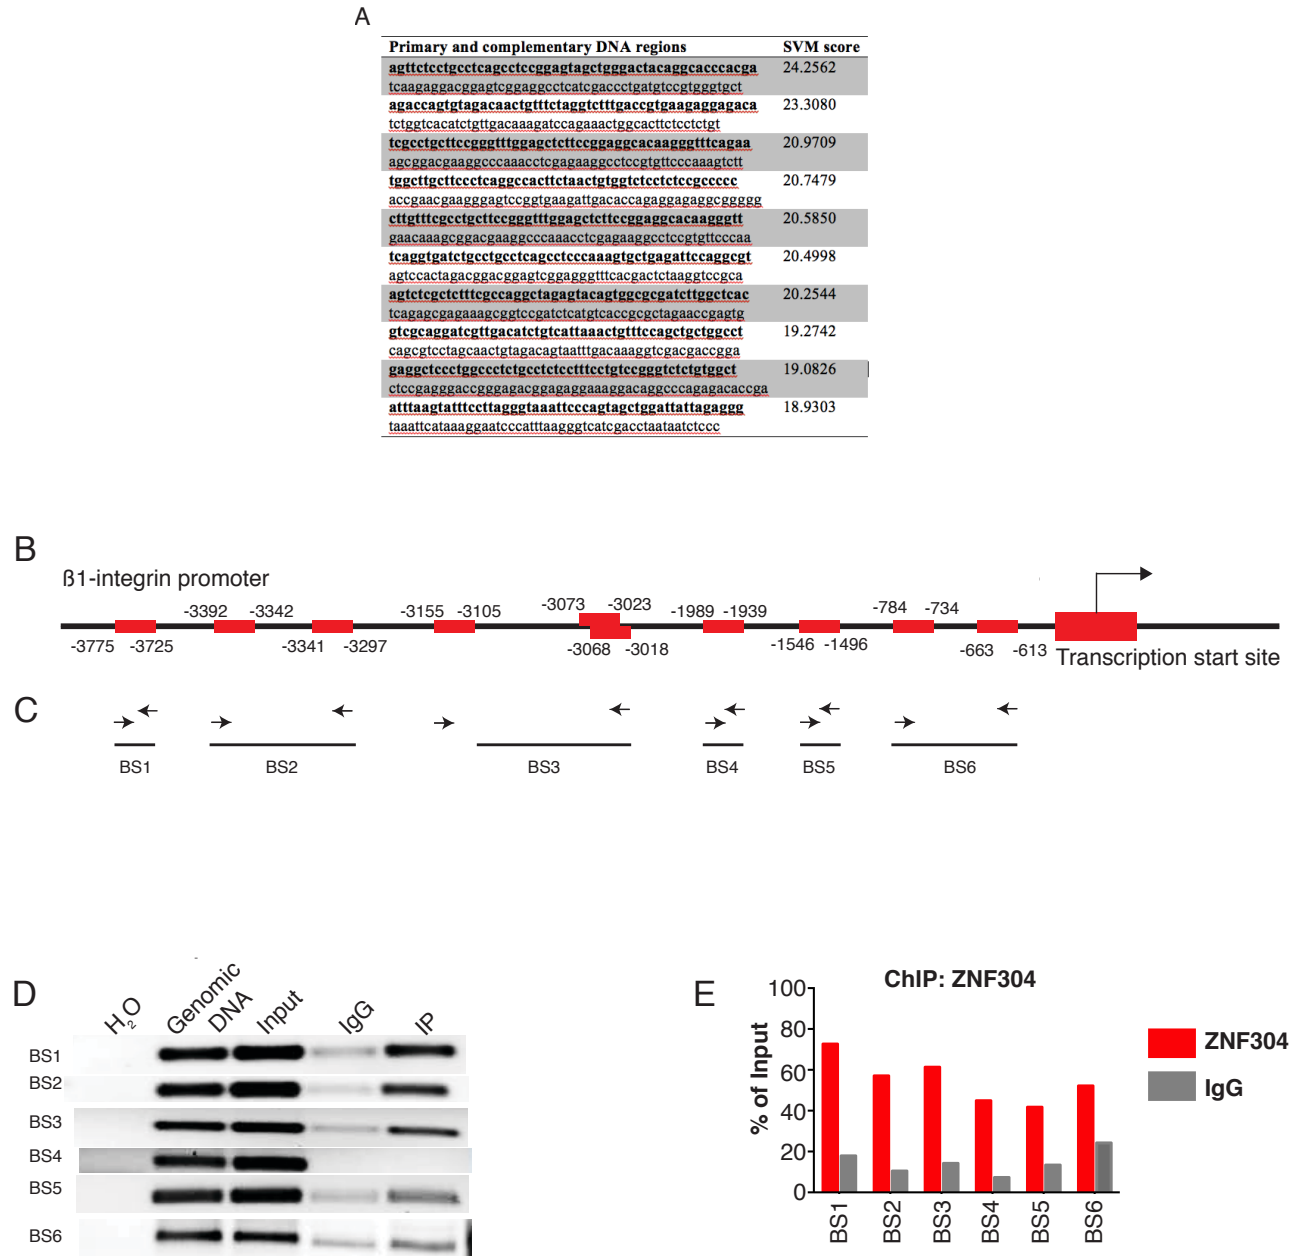 A
Primary and complementary DNA regions SVM score
agttctcctgcctcagcctccggagtagctgggactacaggcacccacga 24.2562
tcaagaggacggagtcggaggcctcatcgaccctgatgtccgtgggtgct
agaccagtgtagacaactgtttctaggtctttgaccgtgaagaggagaca 23.3080
tctggtcacatctgttgacaaagatccagaaactggcacttctcctctgt
tcgcctgcttccgggtttggagctcttccggaggcacaagggtttcagaa 20.9709
agcggacgaaggcccaaacctcgagaaggcctccgtgttcccaaagtctt
tggcttgcttccctcaggccacttctaactgtggtctcctctccgccccc 20.7479
accgaacgaagggagtccggtgaagattgacaccagaggagaggcggggg
cttgtttcgcctgcttccgggtttggagctcttccggaggcacaagggtt 20.5850
gaacaaagcggacgaaggcccaaacctcgagaaggcctccgtgttcccaa
tcaggtgatctgcctgcctcagcctcccaaagtgctgagattccaggcgt 20.4998
agtccactagacggacggagtcggagggtttcacgactctaaggtccgca
agtctcgctctttcgccaggctagagtacagtggcgcgatcttggctcac 20.2544
tcagagcgagaaagcggtccgatctcatgtcaccgcgctagaaccgagtg
gtcgcaggatcgttgacatctgtcattaaactgtttccagctgctggcct 19.2742
cagcgtcctagcaactgtagacagtaatttgacaaaggtcgacgaccgga
gaggctccctggccctctgcctctcctttcctgtccgggtctctgtggct 19.0826
ctccgagggaccgggagacggagaggaaaggacaggcccagagacaccga
atttaagtatttccttagggtaaattcccagtagctggattattagaggg 18.9303
taaattcataaaggaatcccatttaagggtcatcgacctaataatctccc
B
ß1-integrin promoter
-3392 -3342 -3155 -3105 -3073 -3023 -1989 -1939 -784 -734
-3775 -3725 -3341 -3297 -3068 -3018 -1546 -1496 -663 -613
Transcription start site
C
BS1 BS2 BS3 BS4 BS5 BS6
D
H2O Genomic DNA Input IgG IP
BS1
BS2
BS3
BS4
BS5
BS6
E
ChIP: ZNF304
% of Input
100
80
60
40
20
0
BS1 BS2 BS3 BS4 BS5 BS6
ZNF304
IgG